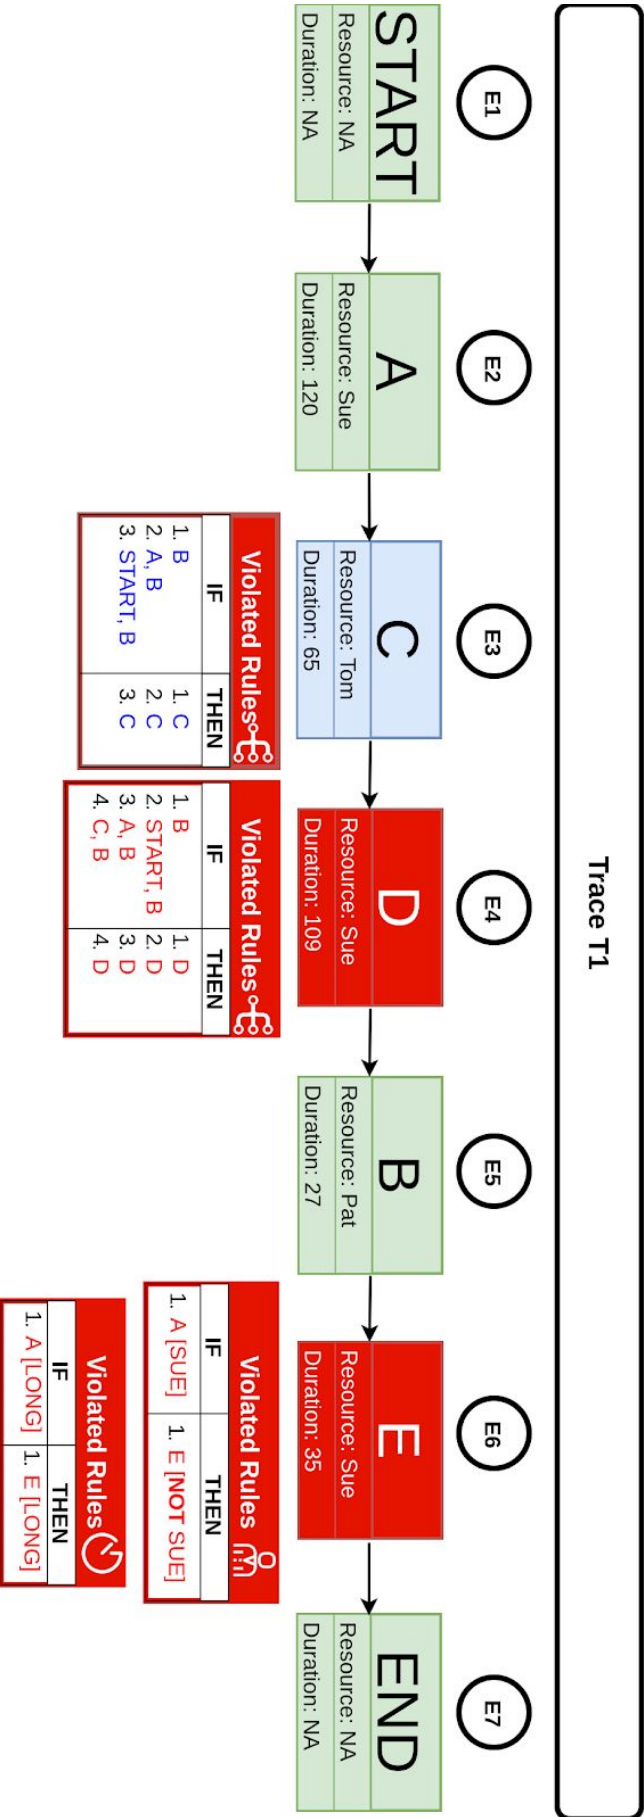 Trace T1
E1
E2
E3
E4
E5
E6
E7
START
Resource: NA
Duration: NA
A
Resource: Sue
Duration: 120
C
Resource: Tom
Duration: 65
D
Resource: Sue
Duration: 109
B
Resource: Pat
Duration: 27
E
Resource: Sue
Duration: 35
END
Resource: NA
Duration: NA
Violated Rules
IF THEN
1. B 1. C
2. A, B 2. C
3. START, B 3. C
Violated Rules
IF THEN
1. B 1. D
2. START, B 2. D
3. A, B 3. D
4. C, B 4. D
Violated Rules
IF THEN
1. A [SUE] 1. E [NOT SUE]
Violated Rules
IF THEN
1. A [LONG] 1. E [LONG]